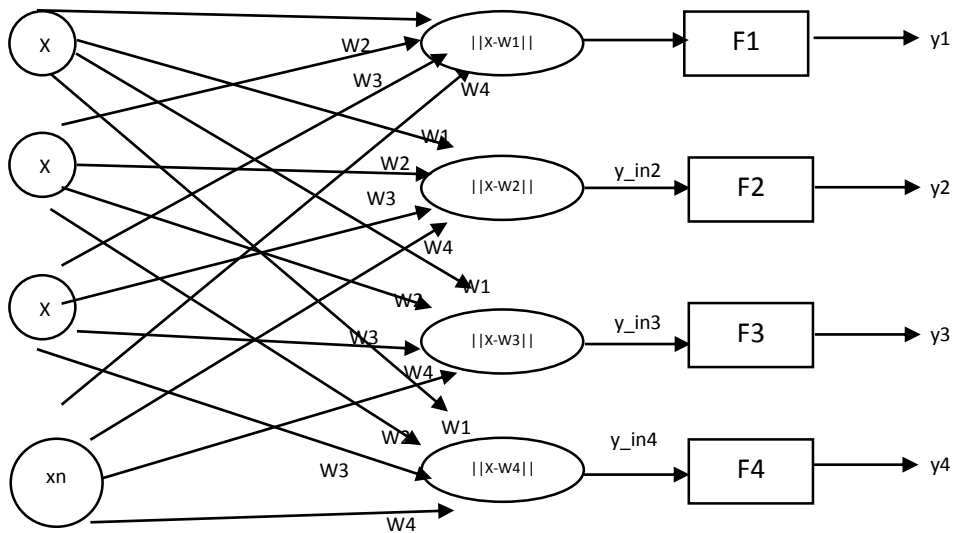 X
W2
||X-W1||
F1
y1
W3
W4
W1
X
W2
||X-W2||
y_in2
F2
y2
W3
W4
W1
X
W2
W3
||X-W3||
y_in3
F3
y3
W4
W1
W2
y_in4
xn
W3
||X-W4||
F4
y4
W4